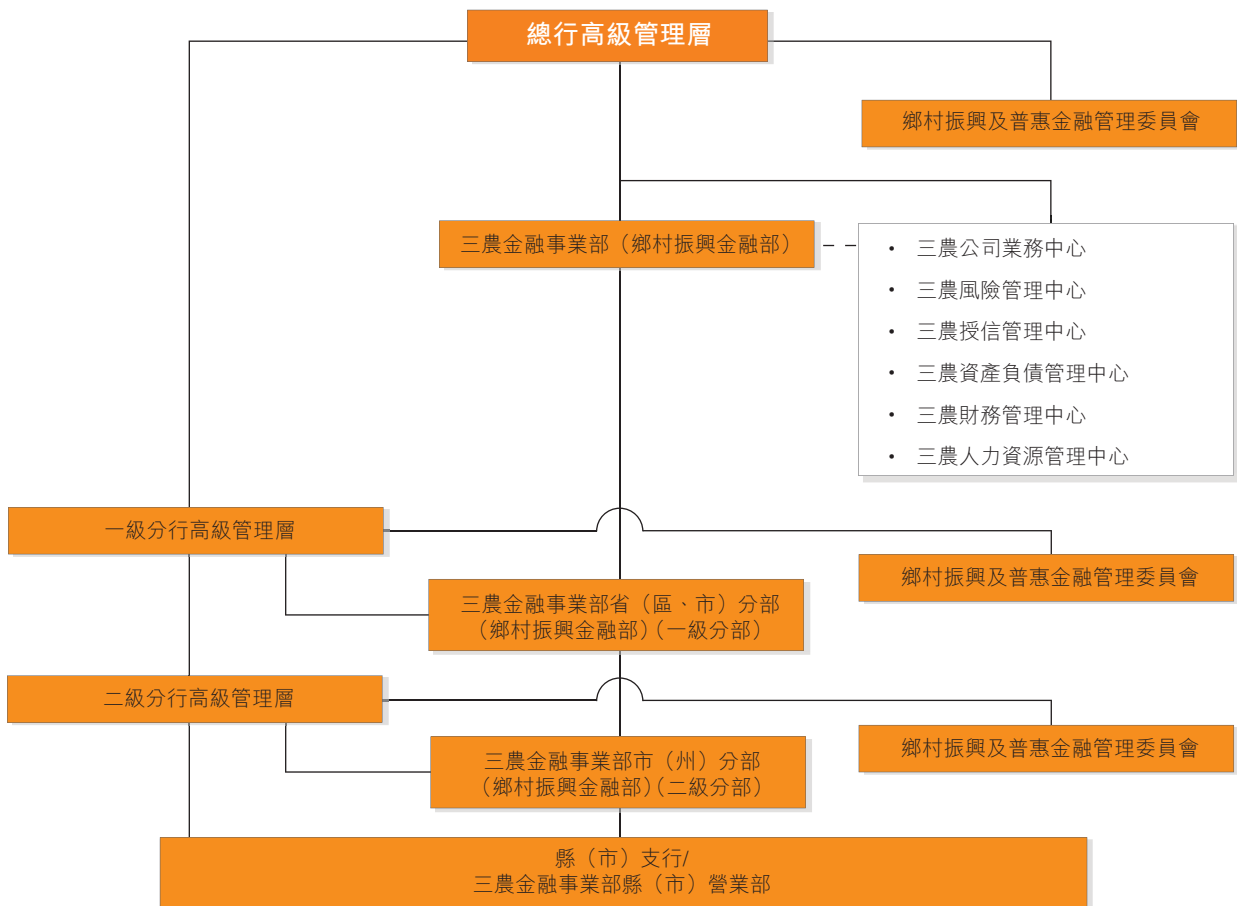 總行高級管理層
鄉村振興及普惠金融管理委員會
三農金融事業部（鄉村振興金融部）
• 三農公司業務中心
• 三農風險管理中心
• 三農授信管理中心
• 三農資產負債管理中心
• 三農財務管理中心
• 三農人力資源管理中心
一級分行高級管理層
鄉村振興及普惠金融管理委員會
三農金融事業部省（區、市）分部
（鄉村振興金融部）（一級分部）
二級分行高級管理層
鄉村振興及普惠金融管理委員會
三農金融事業部市（州）分部
（鄉村振興金融部）（二級分部）
縣（市）支行/
三農金融事業部縣（市）營業部